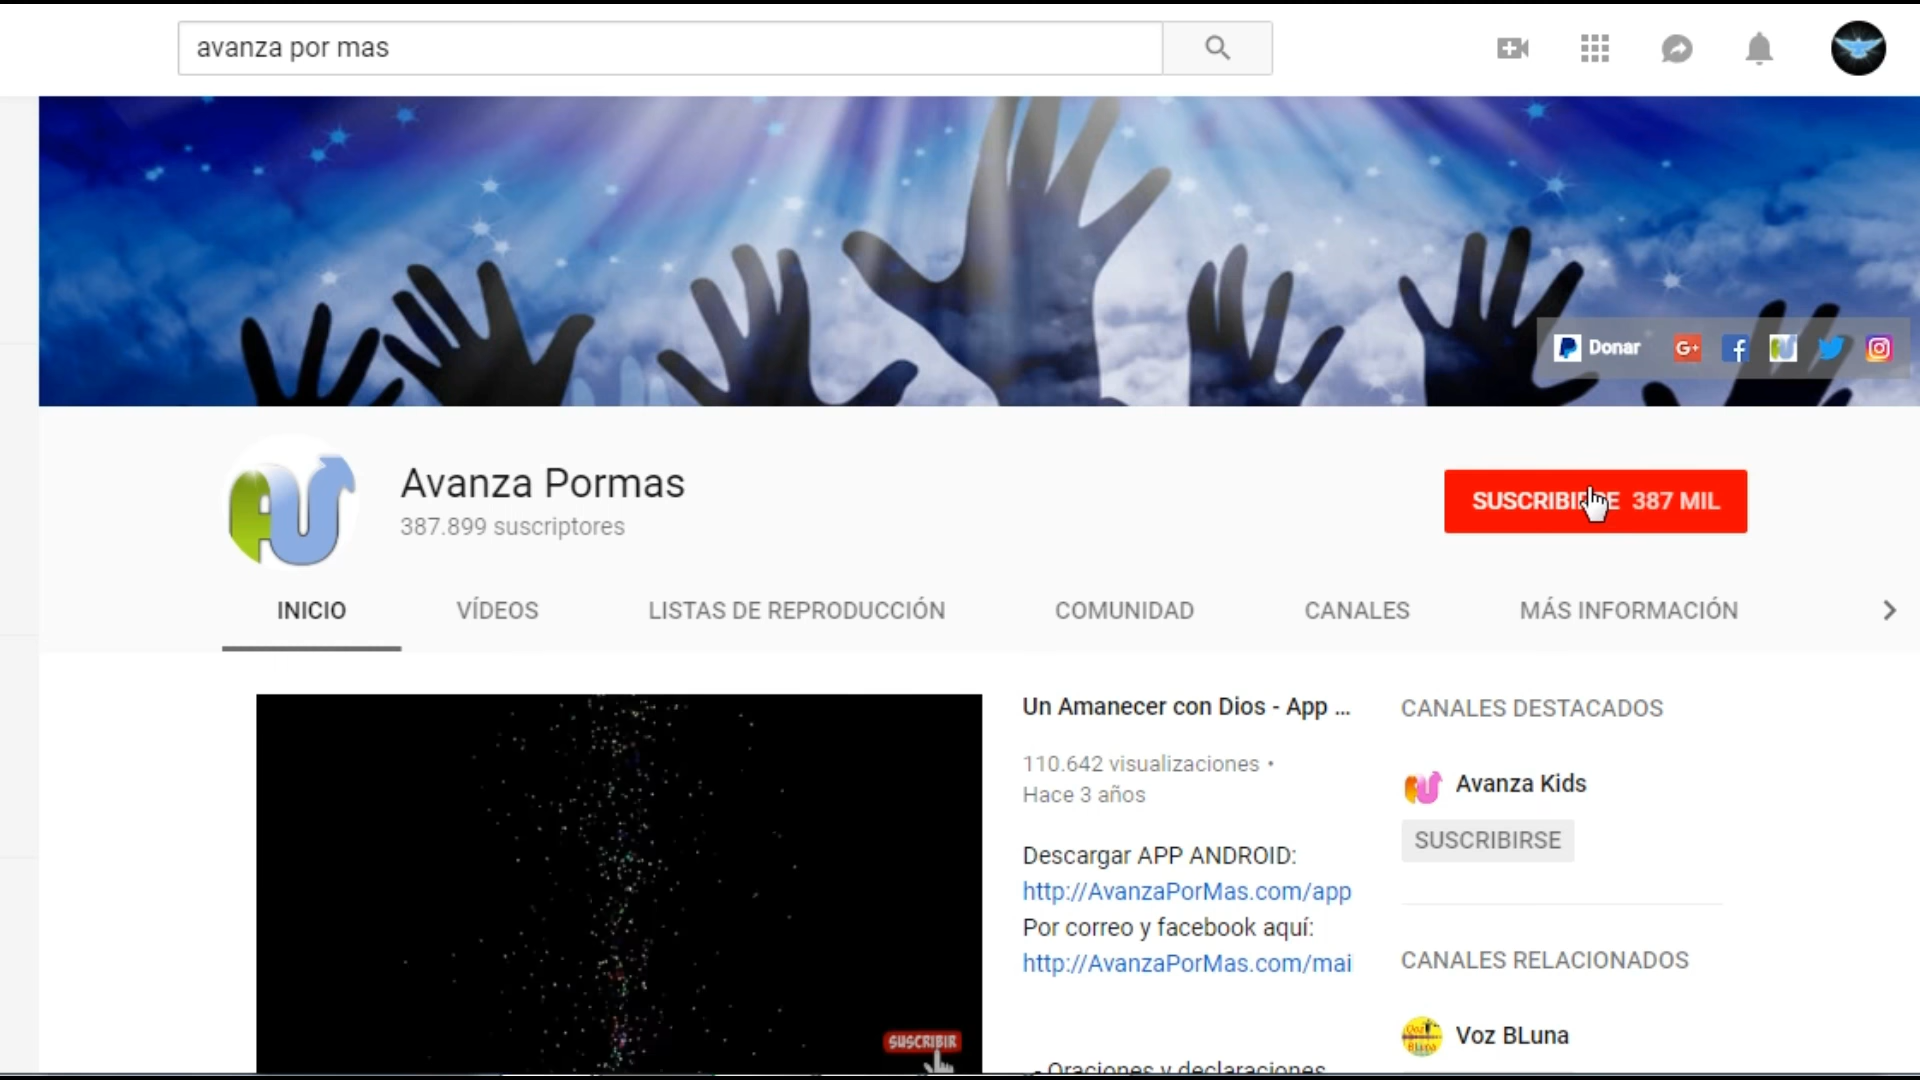 avanza por mas
Donar
Avanza Pormas
387.899 suscriptores
387 MIL
INICIO
VÍDEOS
LISTAS DE REPRODUCCIÓN
COMUNIDAD
CANALES
MÁS INFORMACIÓN
Un Amanecer con Dios - App ...
110.642 visualizaciones •
Hace 3 años
Descargar APP ANDROID:
http://AvanzaPorMas.com/app
Por correo y facebook aquí:
http://AvanzaPorMas.com/mai
- Oraciones y declaraciones
SUSCRIBIR
CANALES DESTACADOS
Avanza Kids
SUSCRIBIRSE
CANALES RELACIONADOS
Voz BLuna